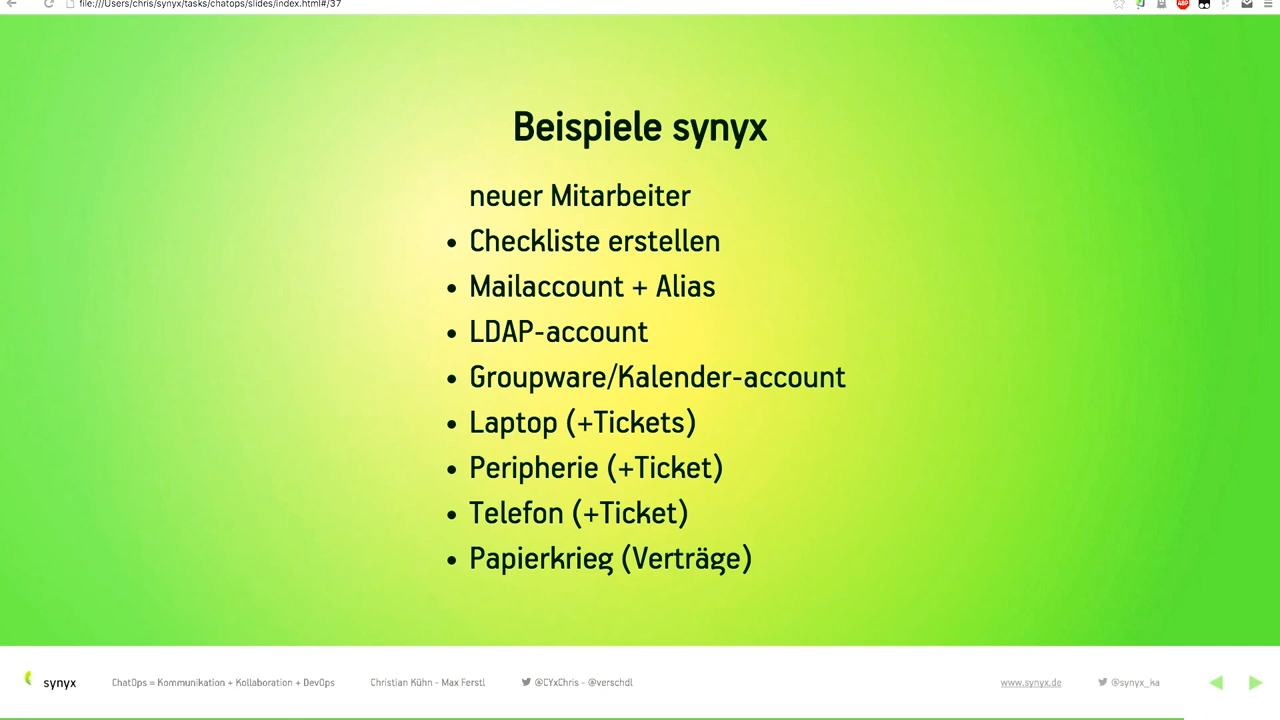 file:///Users/chris/synyx/tasks/chatops/slides/index.html#/37
ABP
Beispiele synyx
neuer Mitarbeiter
• Checkliste erstellen
• Mailaccount + Alias
• LDAP-account
• Groupware/Kalender-account
• Laptop (+Tickets)
• Peripherie (+Ticket)
• Telefon (+Ticket)
• Papierkrieg (Verträge)
synyx ChatOps = Kommunikation + Kollaboration + DevOps Christian Kühn - Max Ferstl @CYxChris - @verschdl www.synyx.de @synyx_ka